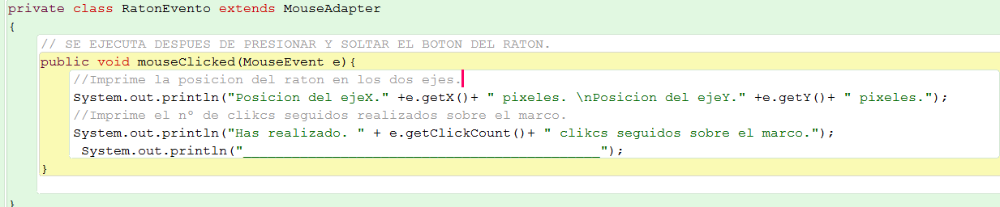 private class RatonEvento extends MouseAdapter
{
// SE EJECUTA DESPUES DE PRESIONAR Y SOLTAR EL BOTON DEL RATON.
public void mouseClicked(MouseEvent e){
//Imprime la posicion del raton en los dos ejes.
System.out.println("Posicion del ejeX." +e.getX()+ " pixeles. \nPosicion del ejeY." +e.getY()+ " pixeles.");
//Imprime el nº de clikcs seguidos realizados sobre el marco.
System.out.println("Has realizado. " + e.getClickCount()+ " clikcs seguidos sobre el marco.");
System.out.println("____________________________________________");
}
}